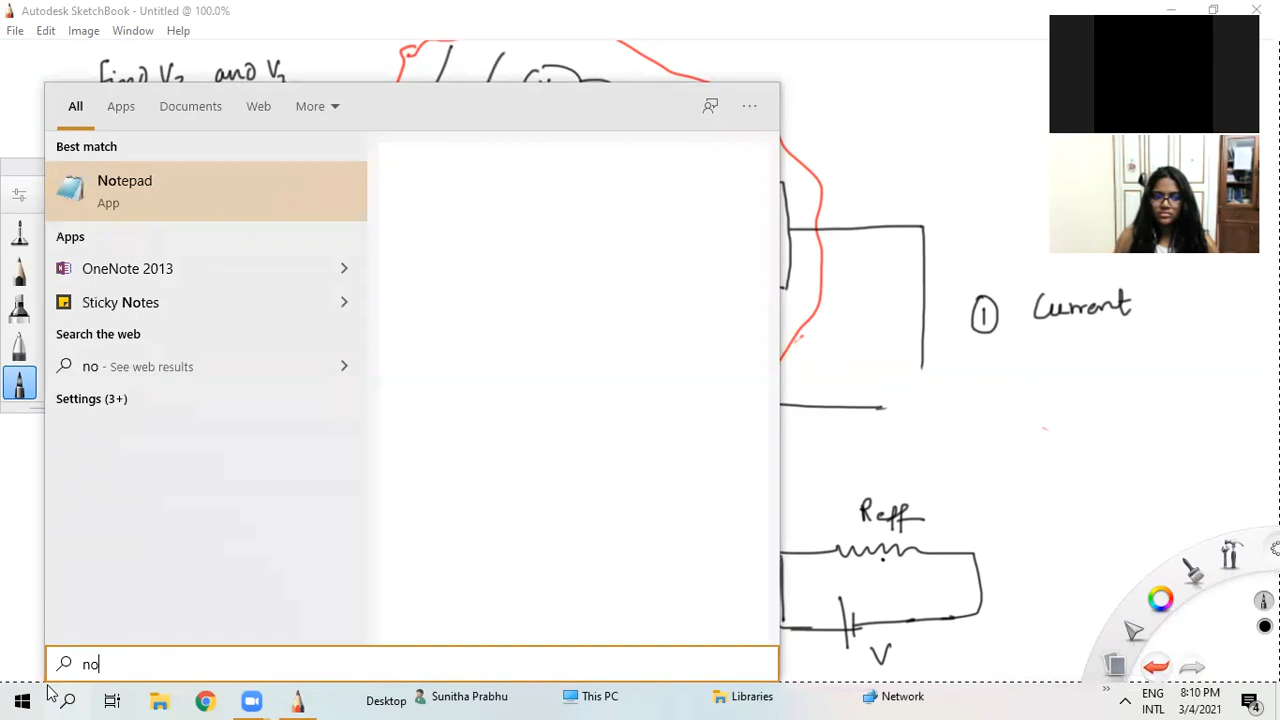 Autodesk SketchBook - Untitled @ 100.0%
File Edit Image Window Help
Find V2 and V3
All Apps Documents Web More
Best match
Notepad
App
Apps
OneNote 2013
Sticky Notes
Search the web
no - See web results
Settings (3+)
① Current
Reff
V
no
Desktop Sunitha Prabhu This PC Libraries Network
ENG
INTL
8:10 PM
3/4/2021
4